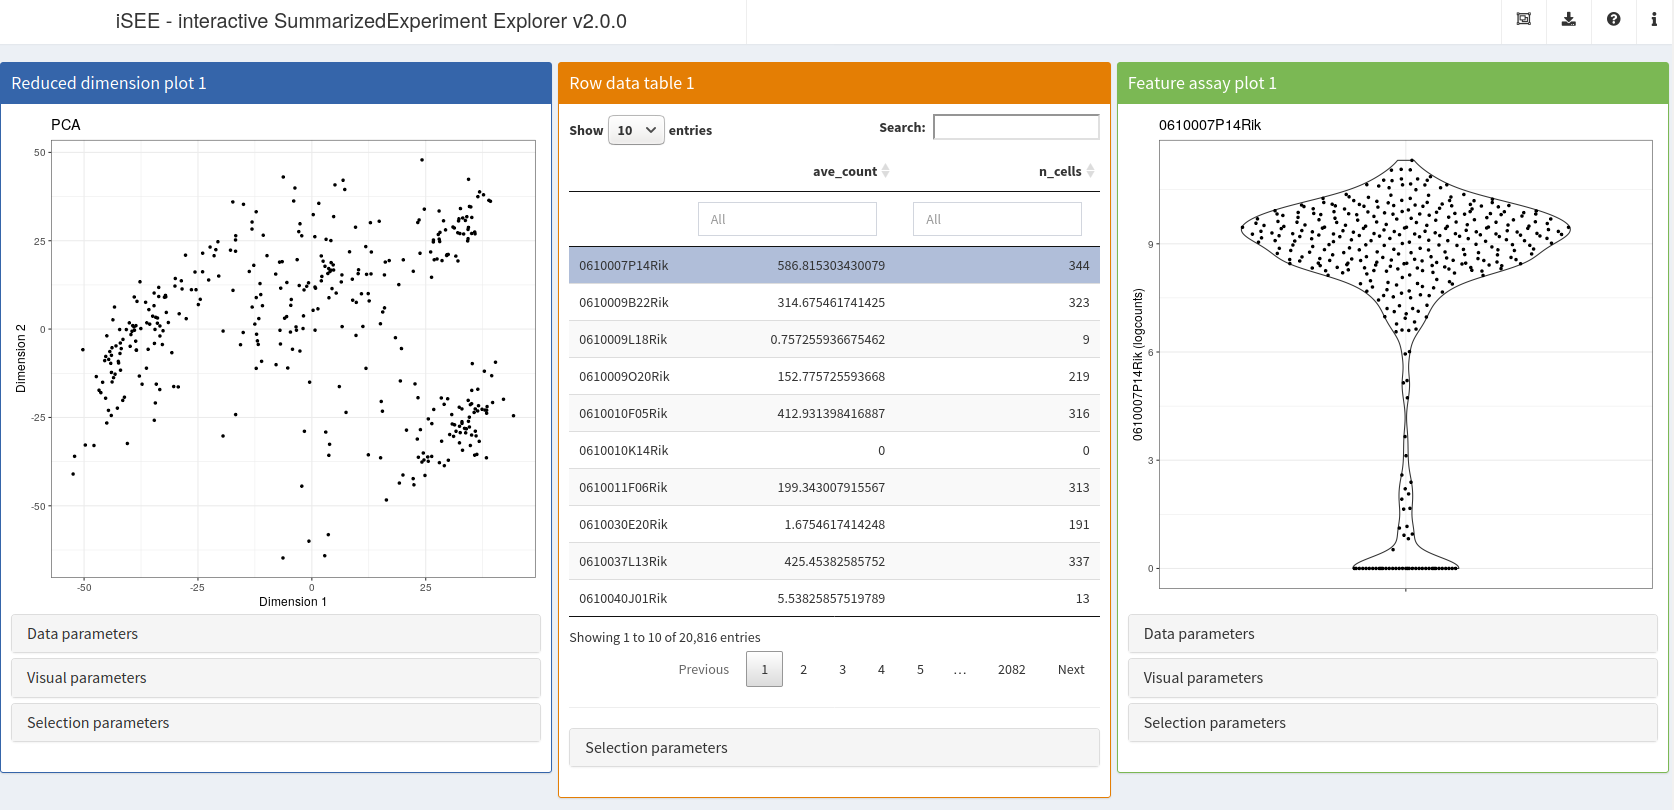 iSEE - interactive SummarizedExperiment Explorer v2.0.0
Reduced dimension plot 1
PCA
50
25
0
-25
-50
Dimension 2
-50 -25 0 25
Dimension 1
Data parameters
Visual parameters
Selection parameters
Row data table 1
Show 10 entries Search:
ave_count n_cells
All All
0610007P14Rik 586.815303430079 344
0610009B22Rik 314.675461741425 323
0610009L18Rik 0.757255936675462 9
0610009O20Rik 152.775725593668 219
0610010F05Rik 412.931398416887 316
0610010K14Rik 0 0
0610011F06Rik 199.343007915567 313
0610030E20Rik 1.6754617414248 191
0610037L13Rik 425.45382585752 337
0610040J01Rik 5.53825857519789 13
Showing 1 to 10 of 20,816 entries
Previous 1 2 3 4 5 … 2082 Next
Selection parameters
Feature assay plot 1
0610007P14Rik
9
6
3
0
0610007P14Rik (logcounts)
Data parameters
Visual parameters
Selection parameters